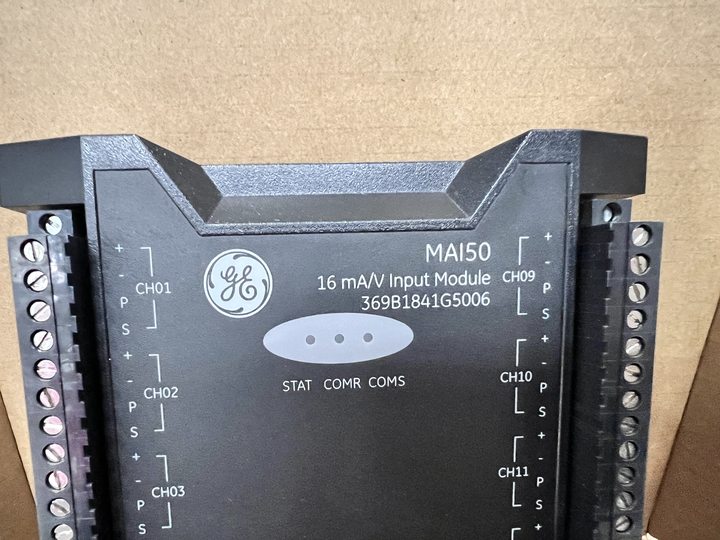 GE
MAI50
16 mA/V Input Module
369B1841G5006
STAT COMR COMS
+
-
P
S
CH01
+
-
P
S
CH02
+
-
P
S
CH03
+
-
P
S
CH09
+
-
P
S
CH10
+
-
P
S
CH11
+